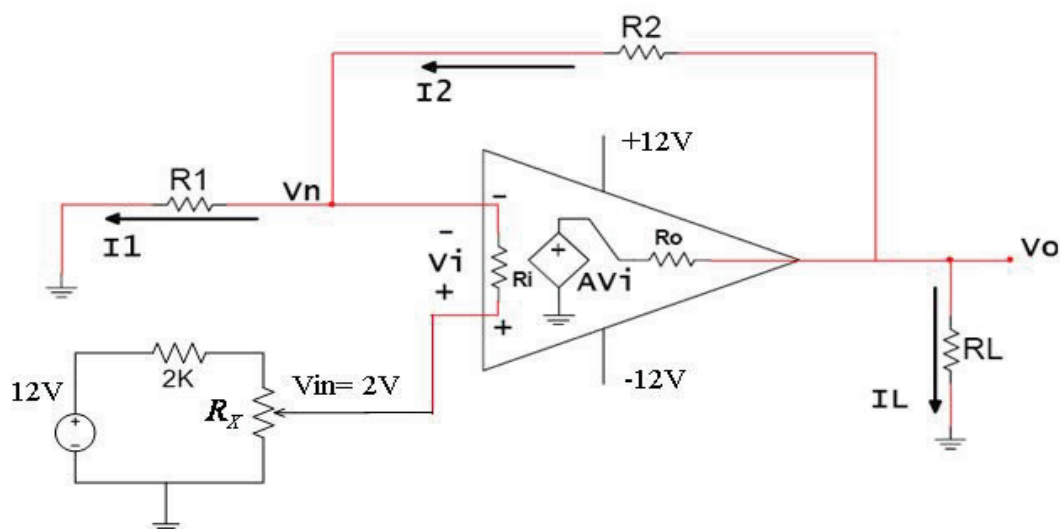 R2
I2
+12V
R1
Vn
-
I1
-
Vi
+
Ri
+
AVi
Ro
Vo
+
12V
+
-
2K
Rx
Vin= 2V
-12V
RL
IL